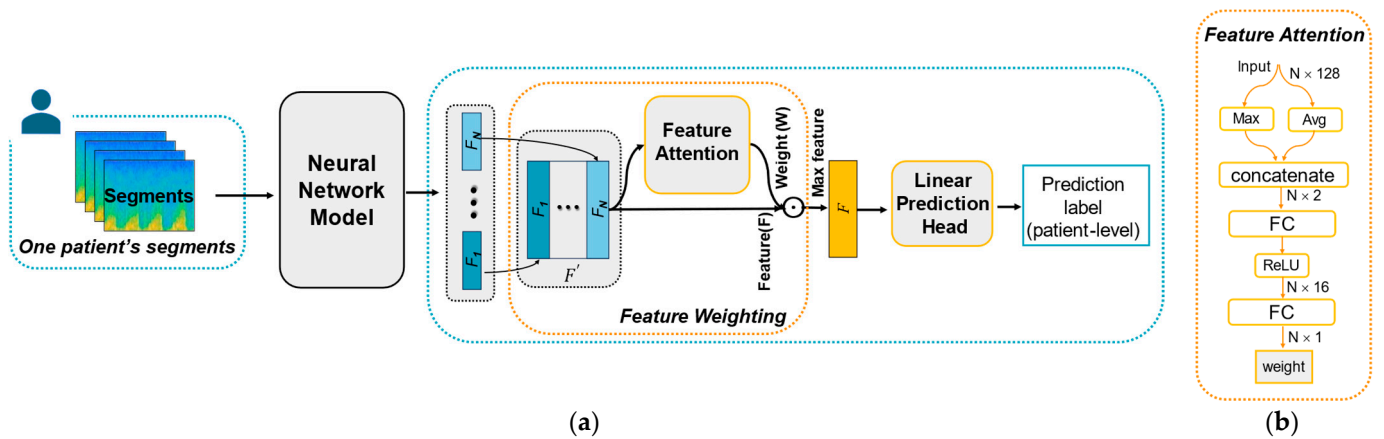 Segments
One patient's segments
Neural
Network
Model
F_N
F_1
F_1
F_N
F'
Feature
Attention
Feature Weighting
Weight (W)
Feature(F)
Max feature
F
Linear
Prediction
Head
Prediction
label
(patient-level)
(a)
Feature Attention
Input
N × 128
Max
Avg
concatenate
N × 2
FC
ReLU
N × 16
FC
N × 1
weight
(b)